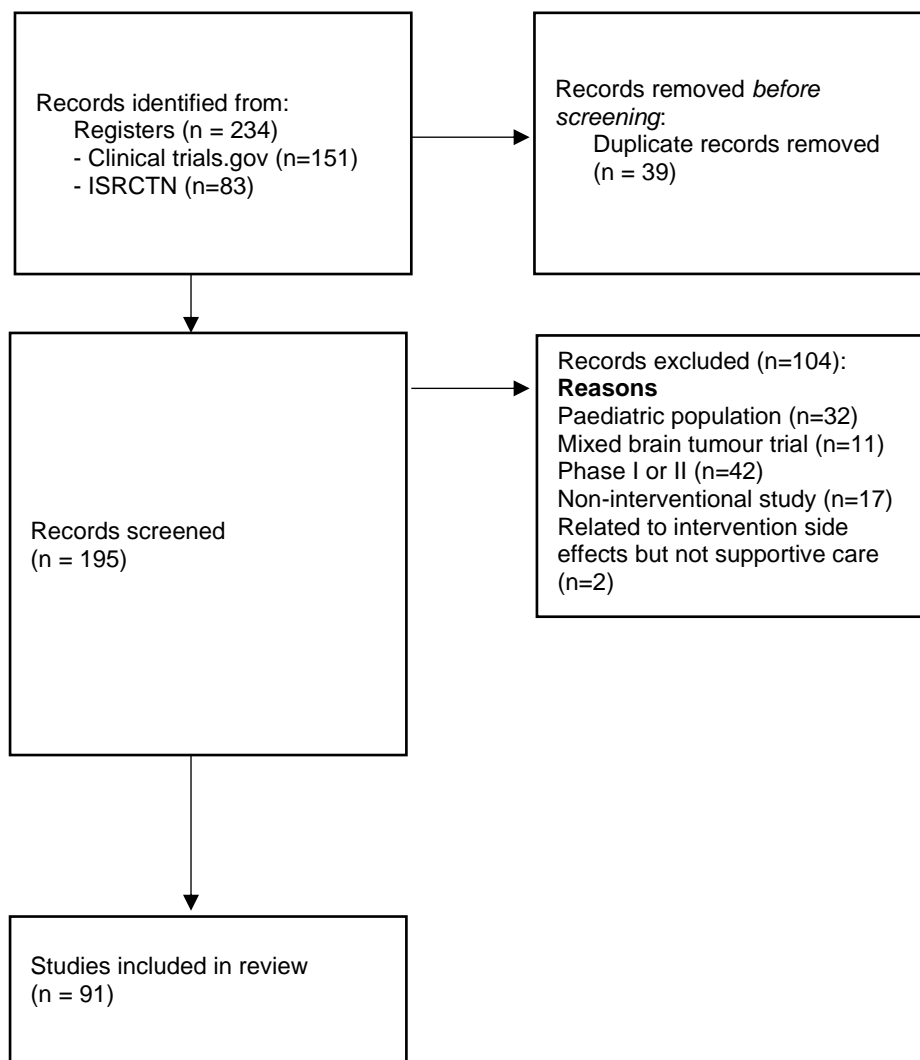 Records identified from:
Registers (n = 234)
- Clinical trials.gov (n=151)
- ISRCTN (n=83)
Records removed before
screening:
Duplicate records removed
(n = 39)
Records screened
(n = 195)
Records excluded (n=104):
Reasons
Paediatric population (n=32)
Mixed brain tumour trial (n=11)
Phase I or II (n=42)
Non-interventional study (n=17)
Related to intervention side
effects but not supportive care
(n=2)
Studies included in review
(n = 91)